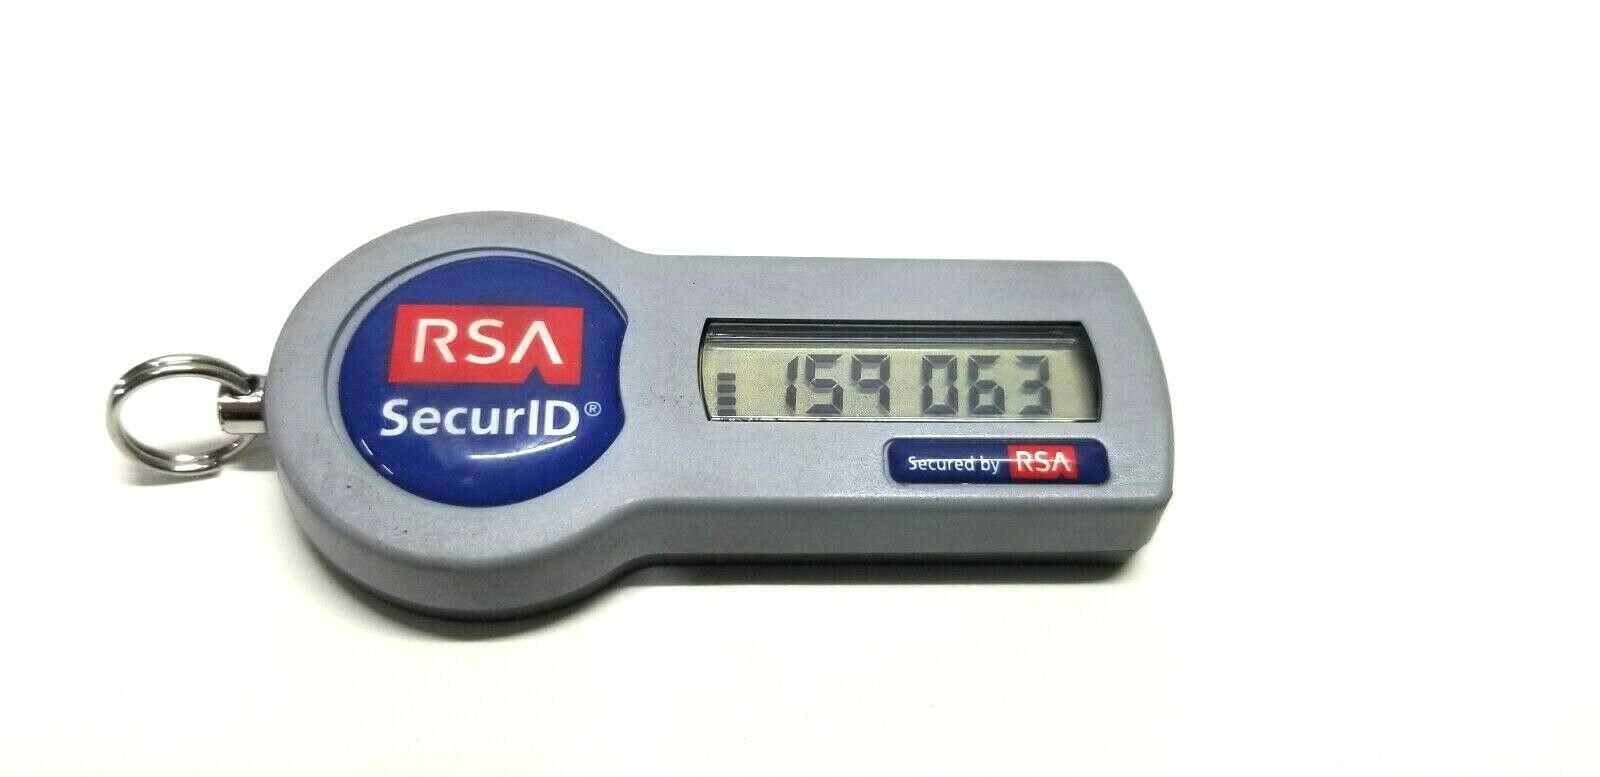 RSA
SecurID®
159 063
Secured by RSA